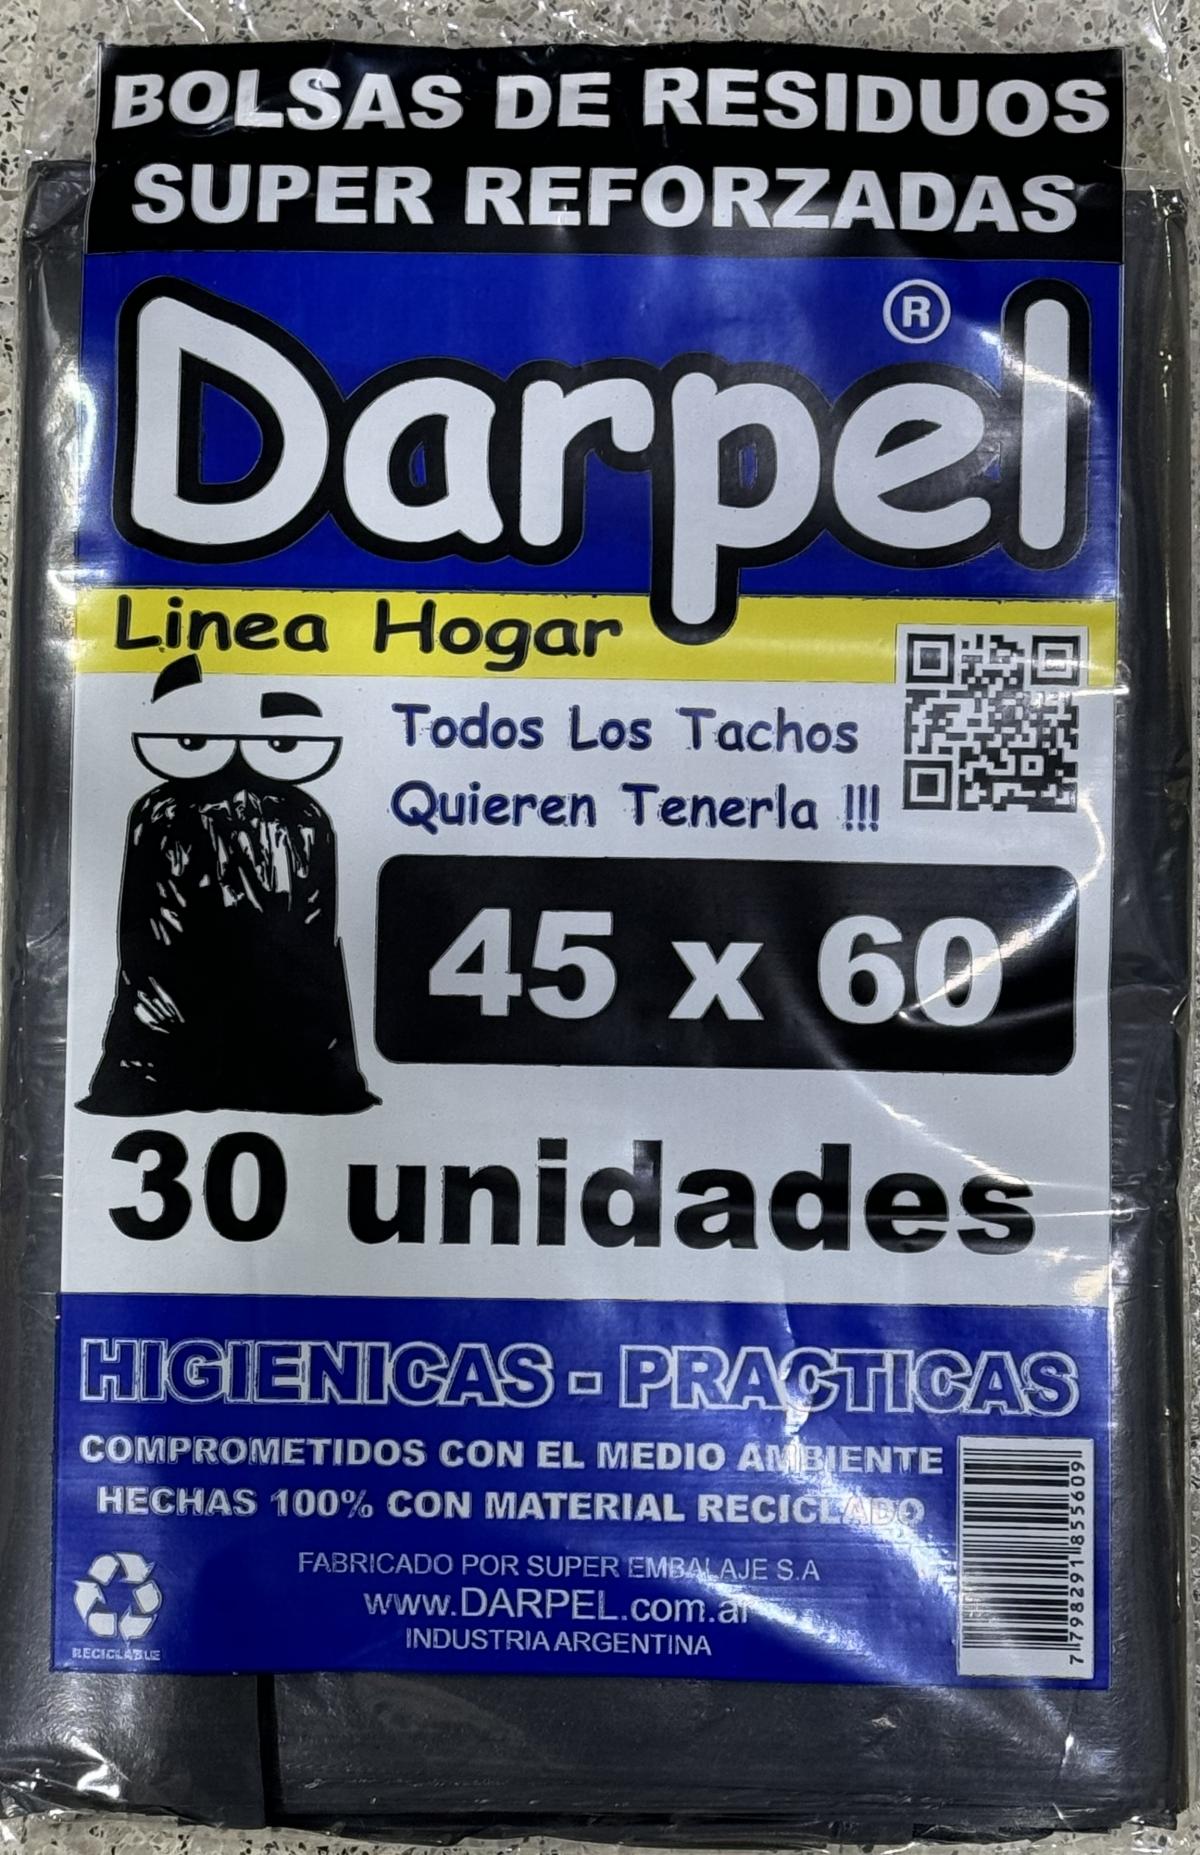 BOLSAS DE RESIDUOS
SUPER REFORZADAS
Darpel ®
Linea Hogar
Todos Los Tachos
Quieren Tenerla !!!
45 x 60
30 unidades
HIGIENICAS - PRACTICAS
COMPROMETIDOS CON EL MEDIO AMBIENTE
HECHAS 100% CON MATERIAL RECICLADO
FABRICADO POR SUPER EMBALAJE S.A
www.DARPEL.com.ar
INDUSTRIA ARGENTINA
RECICLABLE
7 798291 855609